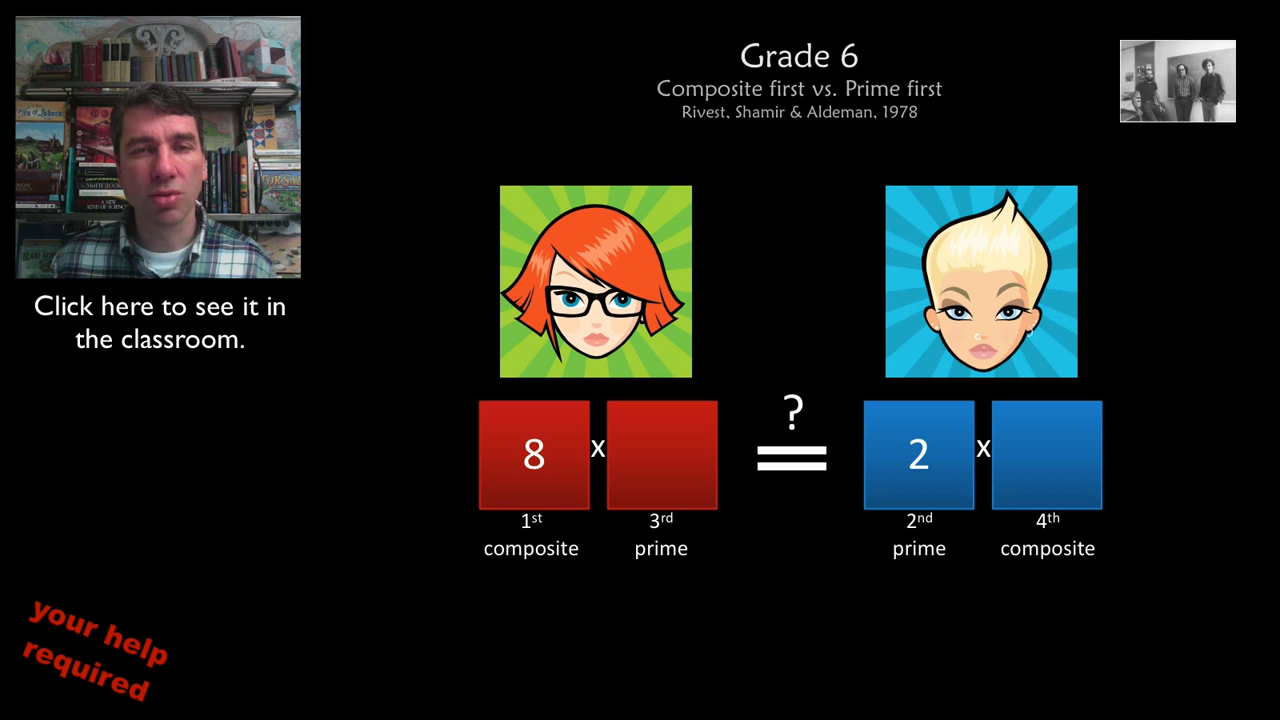 Grade 6
Composite first vs. Prime first
Rivest, Shamir & Aldeman, 1978
Click here to see it in
the classroom.
?
8 x
2 x
1st composite
3rd prime
2nd prime
4th composite
your help
required